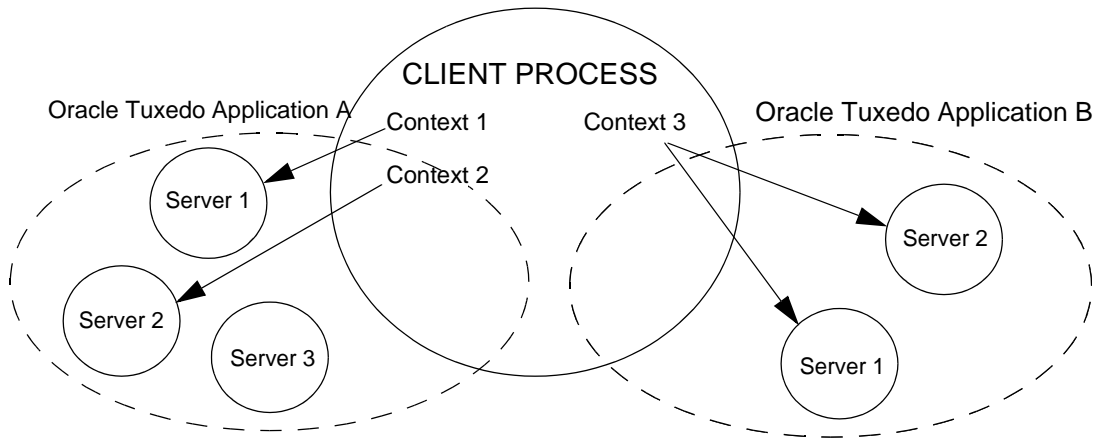 CLIENT PROCESS
Oracle Tuxedo Application A
Oracle Tuxedo Application B
Context 1
Context 3
Context 2
Server 1
Server 2
Server 2
Server 3
Server 1